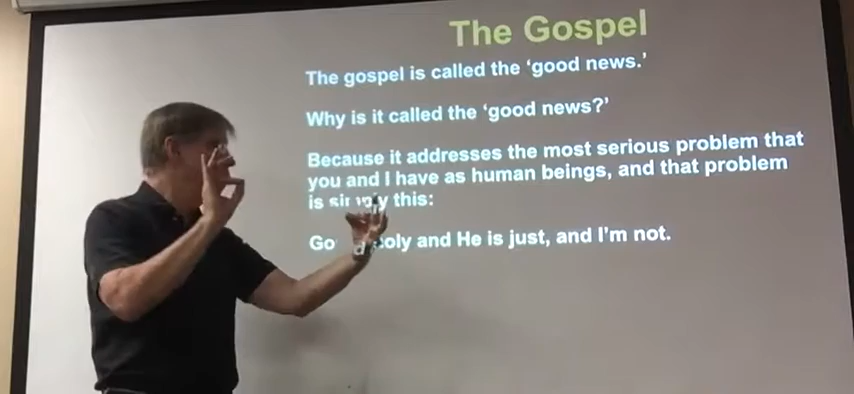 The Gospel
The gospel is called the ‘good news.’
Why is it called the ‘good news?’
Because it addresses the most serious problem that
you and I have as human beings, and that problem
is this:
and He is just, and I’m not.